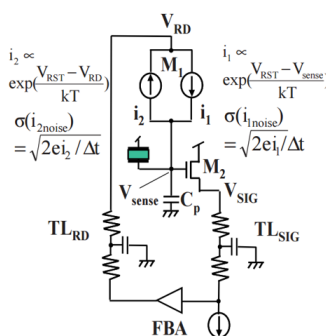 V_RD
i₂ ∝
exp(V_RST − V_RD / kT)
σ(i_2noise)
= √2ei₂ / Δt
M₁
i₂
i₁
i₁ ∝
exp(V_RST − V_sense / kT)
σ(i_1noise)
= √2ei₁ / Δt
M₂
V_sense
C_p
V_SIG
TL_RD
TL_SIG
FBA